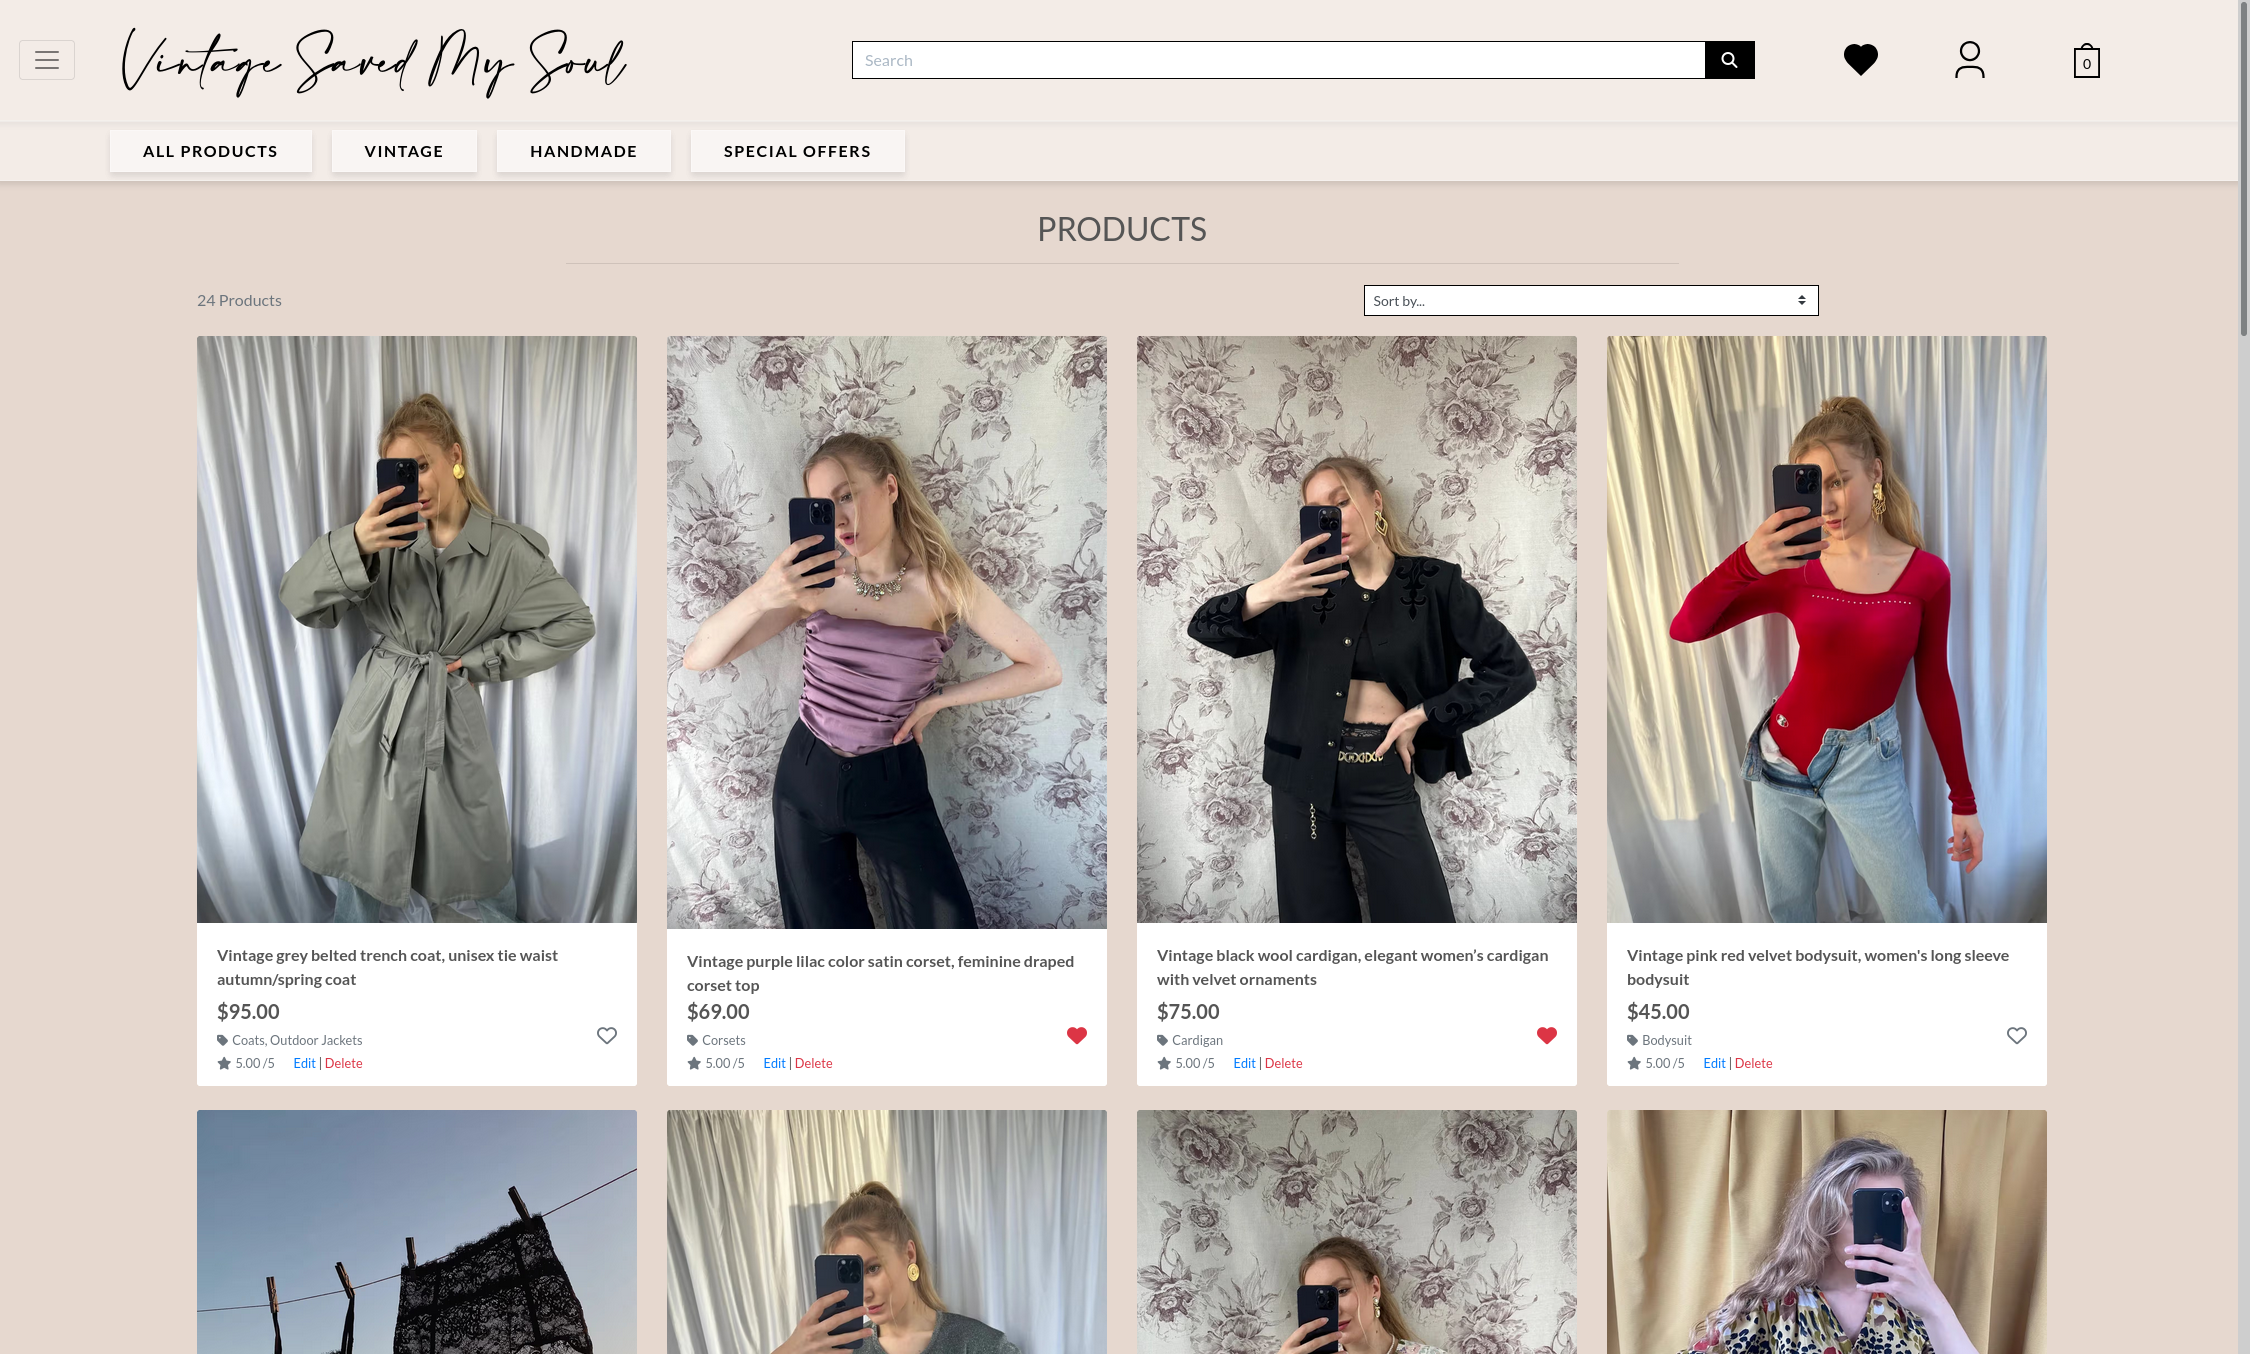 Vintage Saved My Soul
Search
0
ALL PRODUCTS
VINTAGE
HANDMADE
SPECIAL OFFERS
PRODUCTS
24 Products
Sort by...
Vintage grey belted trench coat, unisex tie waist
autumn/spring coat
$95.00
Coats, Outdoor Jackets
5.00 /5 Edit | Delete
Vintage purple lilac color satin corset, feminine draped
corset top
$69.00
Corsets
5.00 /5 Edit | Delete
Vintage black wool cardigan, elegant women’s cardigan
with velvet ornaments
$75.00
Cardigan
5.00 /5 Edit | Delete
Vintage pink red velvet bodysuit, women's long sleeve
bodysuit
$45.00
Bodysuit
5.00 /5 Edit | Delete